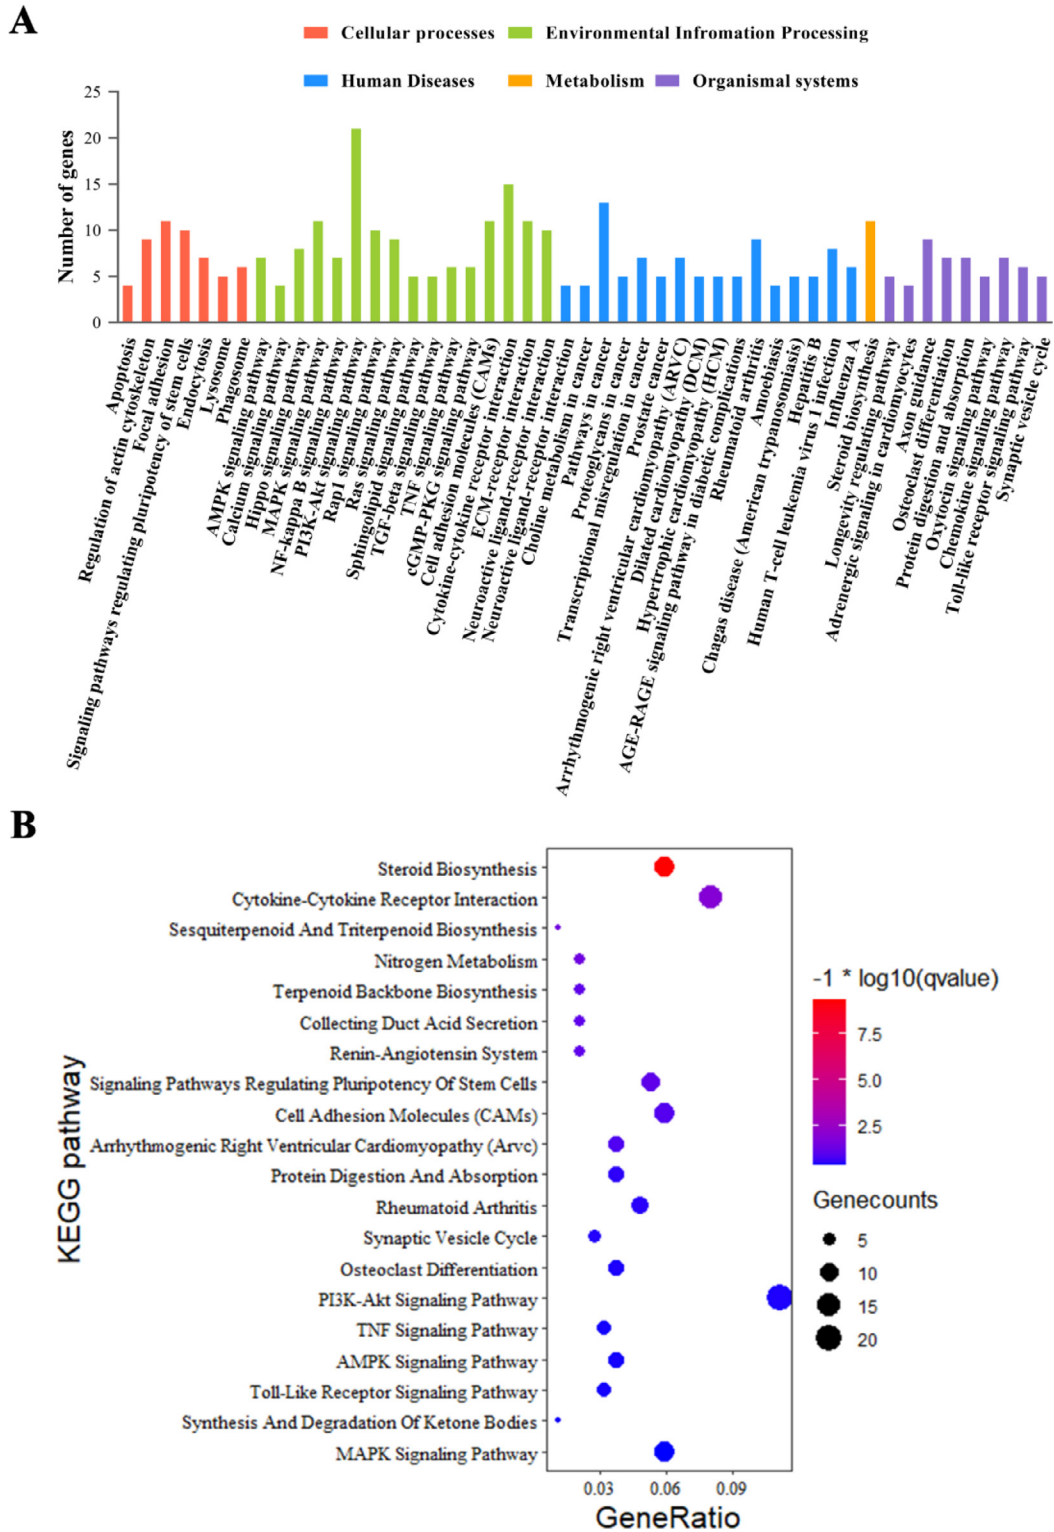 A
Cellular processes
Environmental Infromation Processing
Human Diseases
Metabolism
Organismal systems
Number of genes
25
20
15
10
5
0
Apoptosis
Regulation of actin cytoskeleton
Focal adhesion
Signaling pathways regulating pluripotency of stem cells
Endocytosis
Lysosome
Phagosome
AMPK signaling pathway
Calcium signaling pathway
Hippo signaling pathway
MAPK signaling pathway
NF-kappa B signaling pathway
PI3K-Akt signaling pathway
Rap1 signaling pathway
Ras signaling pathway
Sphingolipid signaling pathway
TGF-beta signaling pathway
TNF signaling pathway
cGMP-PKG signaling pathway
Cell adhesion molecules (CAMs)
Cytokine-cytokine receptor interaction
ECM-receptor interaction
Neuroactive ligand-receptor interaction
Neuroactive ligand-receptor interaction
Choline metabolism in cancer
Pathways in cancer
Proteoglycans in cancer
Transcriptional misregulation in cancer
Prostate cancer
Arrhythmogenic right ventricular cardiomyopathy (ARVC)
Dilated cardiomyopathy (DCM)
Hypertrophic cardiomyopathy (HCM)
AGE-RAGE signaling pathway in diabetic complications
Rheumatoid arthritis
Amoebiasis
Chagas disease (American trypanosomiasis)
Hepatitis B
Human T-cell leukemia virus 1 infection
Influenza A
Steroid biosynthesis
Longevity regulating pathway
Adrenergic signaling in cardiomyocytes
Axon guidance
Osteoclast differentiation
Protein digestion and absorption
Oxytocin signaling pathway
Chemokine signaling pathway
Toll-like receptor signaling pathway
Synaptic vesicle cycle
B
KEGG pathway
Steroid Biosynthesis
Cytokine-Cytokine Receptor Interaction
Sesquiterpenoid And Triterpenoid Biosynthesis
Nitrogen Metabolism
Terpenoid Backbone Biosynthesis
Collecting Duct Acid Secretion
Renin-Angiotensin System
Signaling Pathways Regulating Pluripotency Of Stem Cells
Cell Adhesion Molecules (CAMs)
Arrhythmogenic Right Ventricular Cardiomyopathy (Arvc)
Protein Digestion And Absorption
Rheumatoid Arthritis
Synaptic Vesicle Cycle
Osteoclast Differentiation
PI3K-Akt Signaling Pathway
TNF Signaling Pathway
AMPK Signaling Pathway
Toll-Like Receptor Signaling Pathway
Synthesis And Degradation Of Ketone Bodies
MAPK Signaling Pathway
0.03
0.06
0.09
GeneRatio
-1 * log10(qvalue)
7.5
5.0
2.5
Genecounts
5
10
15
20